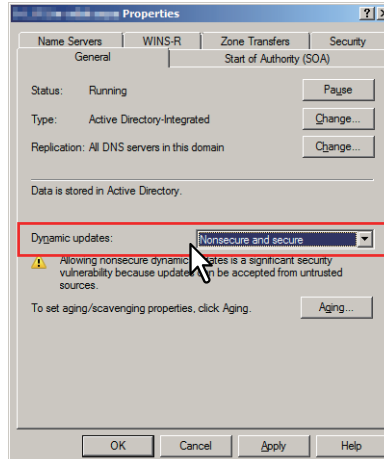 Properties
Name Servers WINS-R Zone Transfers Security
General Start of Authority (SOA)
Status: Running Pause
Type: Active Directory-Integrated Change...
Replication: All DNS servers in this domain Change...
Data is stored in Active Directory.
Dynamic updates: Nonsecure and secure
Allowing nonsecure dynamic is a significant security
vulnerability because be accepted from untrusted
sources.
To set aging/scavenging properties, click Aging. Aging...
OK Cancel Apply Help